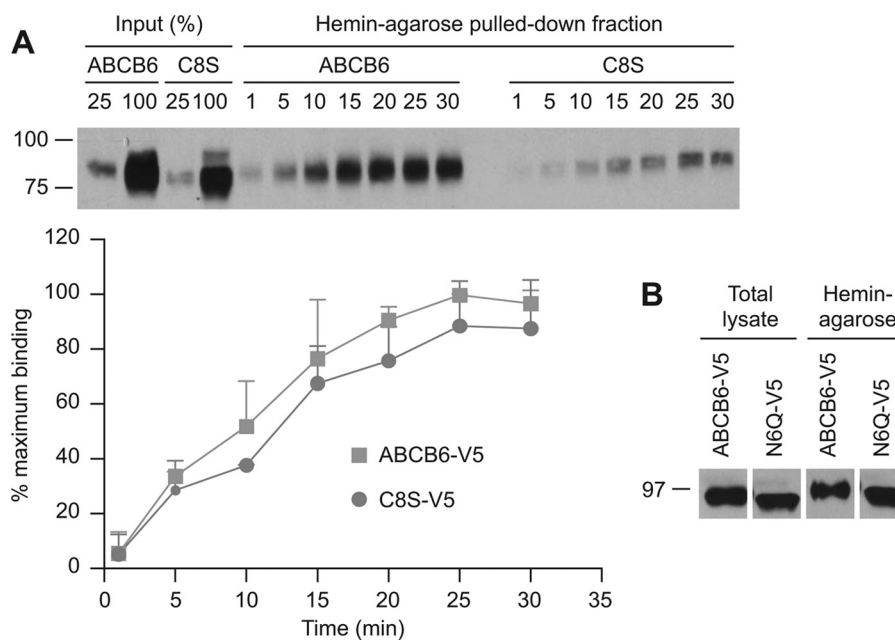 A
Input (%)
Hemin-agarose pulled-down fraction
ABCB6 C8S ABCB6 C8S
25 100 25 100 1 5 10 15 20 25 30 1 5 10 15 20 25 30
100
75
120
100
80
60
40
20
0
% maximum binding
ABCB6-V5
C8S-V5
0 5 10 15 20 25 30 35
Time (min)
B
Total lysate
Hemin-agarose
ABCB6-V5
N6Q-V5
ABCB6-V5
N6Q-V5
97